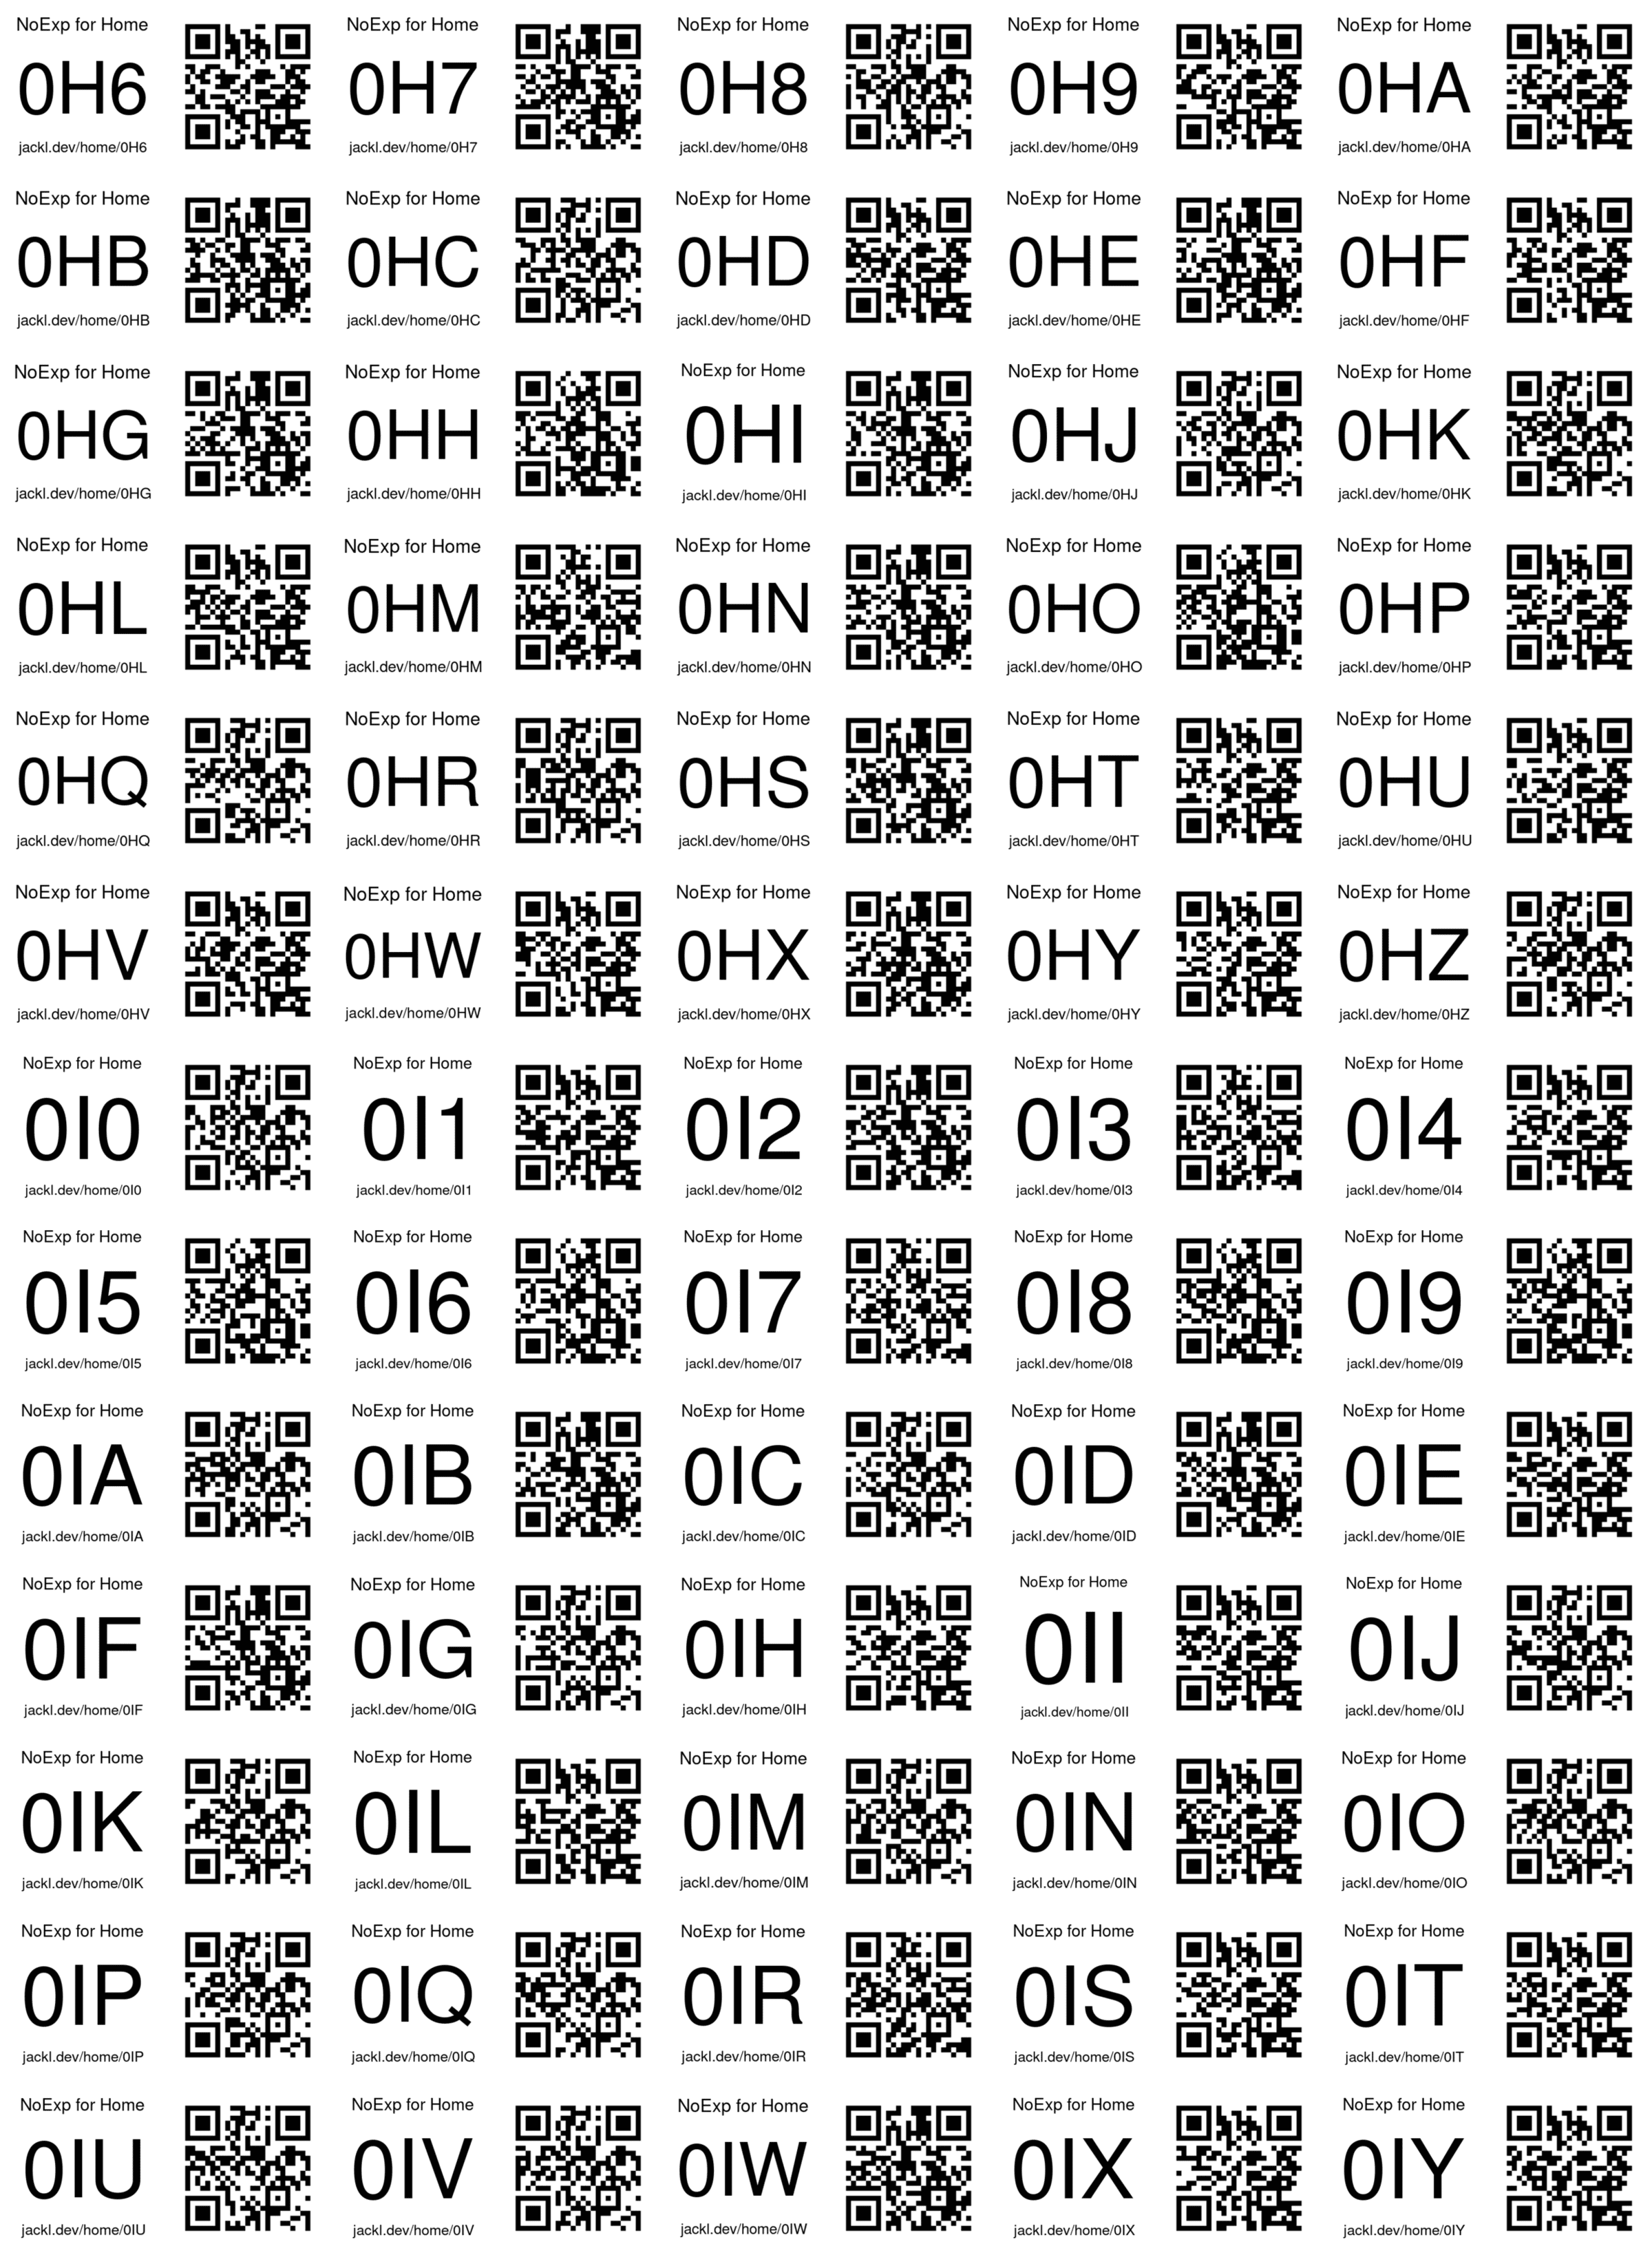 NoExp for Home
0H6
jackl.dev/home/0H6
NoExp for Home
0H7
jackl.dev/home/0H7
NoExp for Home
0H8
jackl.dev/home/0H8
NoExp for Home
0H9
jackl.dev/home/0H9
NoExp for Home
0HA
jackl.dev/home/0HA
NoExp for Home
0HB
jackl.dev/home/0HB
NoExp for Home
0HC
jackl.dev/home/0HC
NoExp for Home
0HD
jackl.dev/home/0HD
NoExp for Home
0HE
jackl.dev/home/0HE
NoExp for Home
0HF
jackl.dev/home/0HF
NoExp for Home
0HG
jackl.dev/home/0HG
NoExp for Home
0HH
jackl.dev/home/0HH
NoExp for Home
0HI
jackl.dev/home/0HI
NoExp for Home
0HJ
jackl.dev/home/0HJ
NoExp for Home
0HK
jackl.dev/home/0HK
NoExp for Home
0HL
jackl.dev/home/0HL
NoExp for Home
0HM
jackl.dev/home/0HM
NoExp for Home
0HN
jackl.dev/home/0HN
NoExp for Home
0HO
jackl.dev/home/0HO
NoExp for Home
0HP
jackl.dev/home/0HP
NoExp for Home
0HQ
jackl.dev/home/0HQ
NoExp for Home
0HR
jackl.dev/home/0HR
NoExp for Home
0HS
jackl.dev/home/0HS
NoExp for Home
0HT
jackl.dev/home/0HT
NoExp for Home
0HU
jackl.dev/home/0HU
NoExp for Home
0HV
jackl.dev/home/0HV
NoExp for Home
0HW
jackl.dev/home/0HW
NoExp for Home
0HX
jackl.dev/home/0HX
NoExp for Home
0HY
jackl.dev/home/0HY
NoExp for Home
0HZ
jackl.dev/home/0HZ
NoExp for Home
0I0
jackl.dev/home/0I0
NoExp for Home
0I1
jackl.dev/home/0I1
NoExp for Home
0I2
jackl.dev/home/0I2
NoExp for Home
0I3
jackl.dev/home/0I3
NoExp for Home
0I4
jackl.dev/home/0I4
NoExp for Home
0I5
jackl.dev/home/0I5
NoExp for Home
0I6
jackl.dev/home/0I6
NoExp for Home
0I7
jackl.dev/home/0I7
NoExp for Home
0I8
jackl.dev/home/0I8
NoExp for Home
0I9
jackl.dev/home/0I9
NoExp for Home
0IA
jackl.dev/home/0IA
NoExp for Home
0IB
jackl.dev/home/0IB
NoExp for Home
0IC
jackl.dev/home/0IC
NoExp for Home
0ID
jackl.dev/home/0ID
NoExp for Home
0IE
jackl.dev/home/0IE
NoExp for Home
0IF
jackl.dev/home/0IF
NoExp for Home
0IG
jackl.dev/home/0IG
NoExp for Home
0IH
jackl.dev/home/0IH
NoExp for Home
0II
jackl.dev/home/0II
NoExp for Home
0IJ
jackl.dev/home/0IJ
NoExp for Home
0IK
jackl.dev/home/0IK
NoExp for Home
0IL
jackl.dev/home/0IL
NoExp for Home
0IM
jackl.dev/home/0IM
NoExp for Home
0IN
jackl.dev/home/0IN
NoExp for Home
0IO
jackl.dev/home/0IO
NoExp for Home
0IP
jackl.dev/home/0IP
NoExp for Home
0IQ
jackl.dev/home/0IQ
NoExp for Home
0IR
jackl.dev/home/0IR
NoExp for Home
0IS
jackl.dev/home/0IS
NoExp for Home
0IT
jackl.dev/home/0IT
NoExp for Home
0IU
jackl.dev/home/0IU
NoExp for Home
0IV
jackl.dev/home/0IV
NoExp for Home
0IW
jackl.dev/home/0IW
NoExp for Home
0IX
jackl.dev/home/0IX
NoExp for Home
0IY
jackl.dev/home/0IY